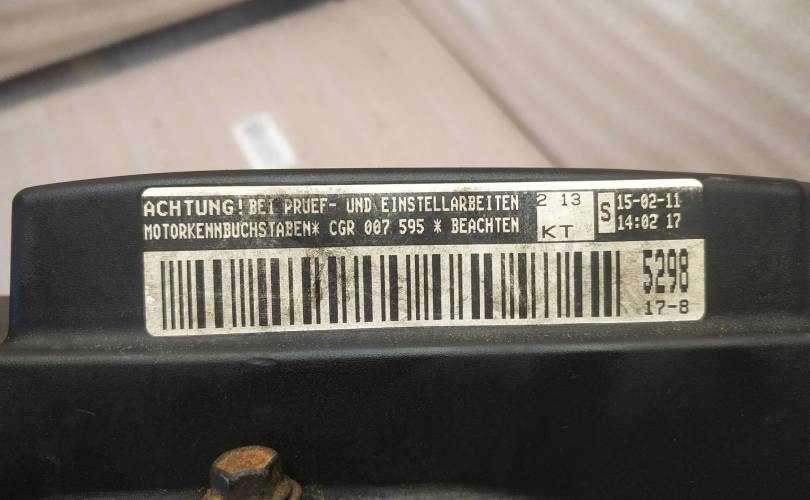 ACHTUNG! BEI PRUEF- UND EINSTELLARBEITEN
MOTORKENNBUCHSTABEN* CGR 007 595 * BEACHTEN
2 13
KT
S
15-02-11
14:02 17
5298
17-8